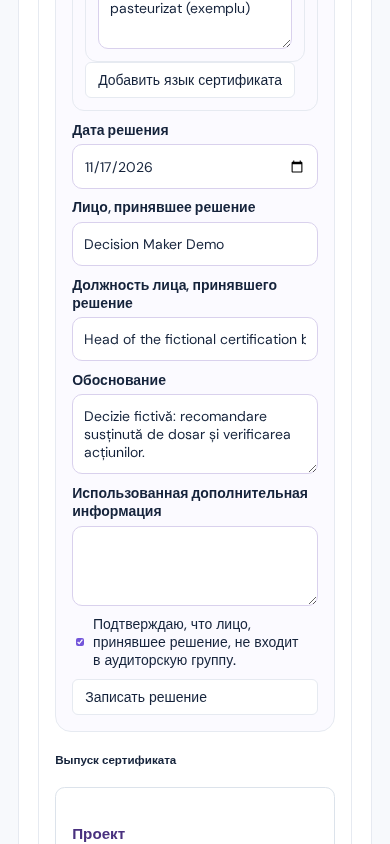 pasteurizat (exemplu)
Добавить язык сертификата
Дата решения
11/17/2026
Лицо, принявшее решение
Decision Maker Demo
Должность лица, принявшего
решение
Head of the fictional certification b
Обоснование
Decizie fictivă: recomandare
susținută de dosar și verificarea
acțiunilor.
Использованная дополнительная
информация
Подтверждаю, что лицо,
принявшее решение, не входит
в аудиторскую группу.
Записать решение
Выпуск сертификата
Проект